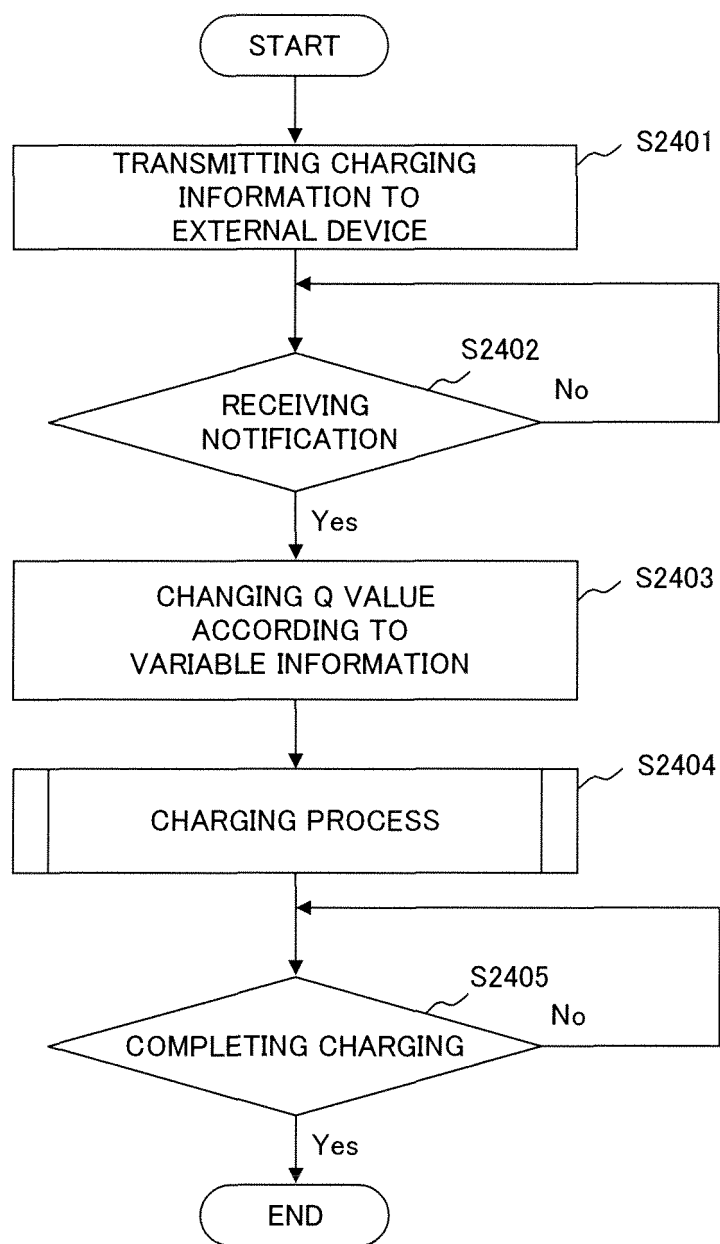 START
S2401
TRANSMITTING CHARGING
INFORMATION TO
EXTERNAL DEVICE
S2402
No
RECEIVING
NOTIFICATION
Yes
S2403
CHANGING Q VALUE
ACCORDING TO
VARIABLE INFORMATION
S2404
CHARGING PROCESS
S2405
No
COMPLETING CHARGING
Yes
END